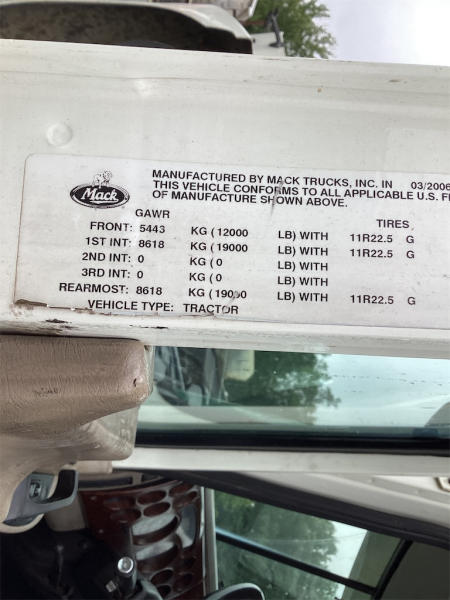 Mack
MANUFACTURED BY MACK TRUCKS, INC. IN 03/2006
THIS VEHICLE CONFORMS TO ALL APPLICABLE U.S. F
OF MANUFACTURE SHOWN ABOVE.
GAWR TIRES
FRONT: 5443 KG ( 12000 LB) WITH 11R22.5 G
1ST INT: 8618 KG ( 19000 LB) WITH 11R22.5 G
2ND INT: 0 KG ( 0 LB) WITH
3RD INT: 0 KG ( 0 LB) WITH
REARMOST: 8618 KG ( 19000 LB) WITH 11R22.5 G
VEHICLE TYPE: TRACTOR